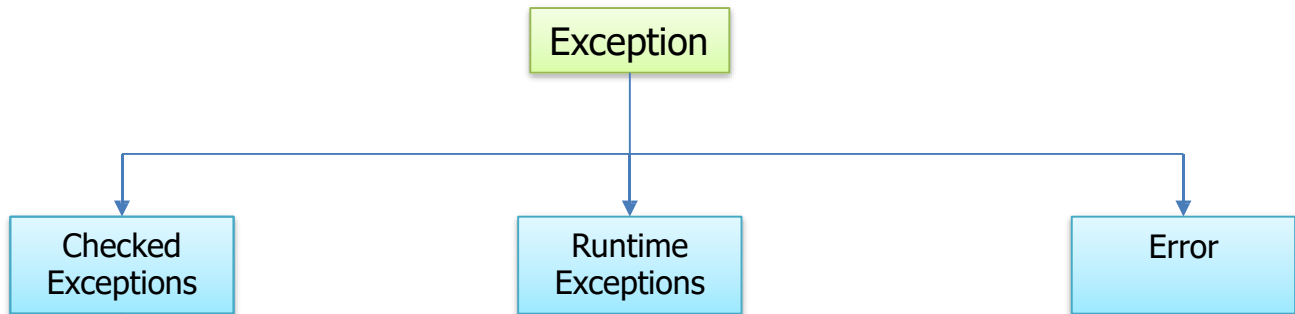 Exception
Checked
Exceptions
Runtime
Exceptions
Error